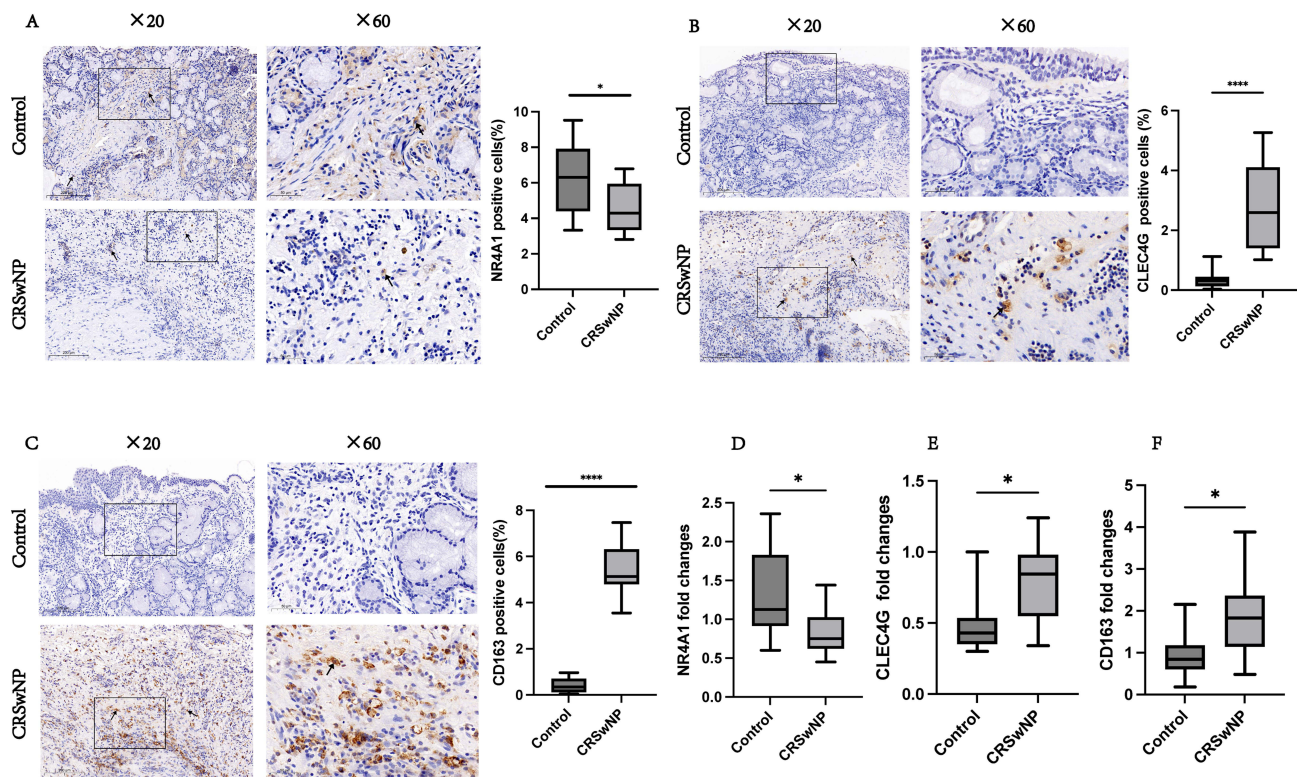 A
×20
×60
Control
CRSwNP
NR4A1 positive cells(%)
10
8
6
4
2
0
*
Control
CRSwNP
B
×20
×60
Control
CRSwNP
CLEC4G positive cells (%)
6
4
2
0
****
Control
CRSwNP
C
×20
×60
Control
CRSwNP
CD163 positive cells(%)
8
6
4
2
0
****
Control
CRSwNP
D
NR4A1 fold changes
2.5
2.0
1.5
1.0
0.5
0.0
*
Control
CRSwNP
E
CLEC4G fold changes
1.5
1.0
0.5
0.0
*
Control
CRSwNP
F
CD163 fold changes
5
4
3
2
1
0
*
Control
CRSwNP